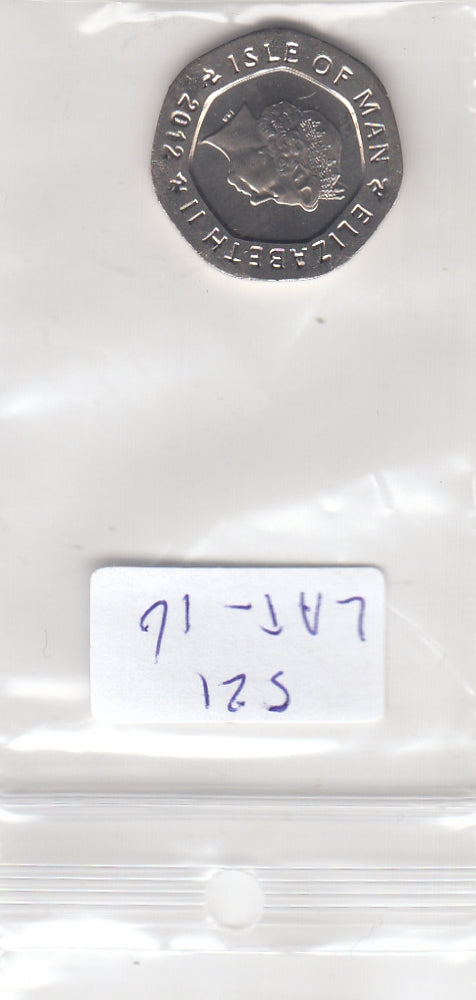 ISLE OF MAN
ELIZABETH II
2012
S21
LAT-16